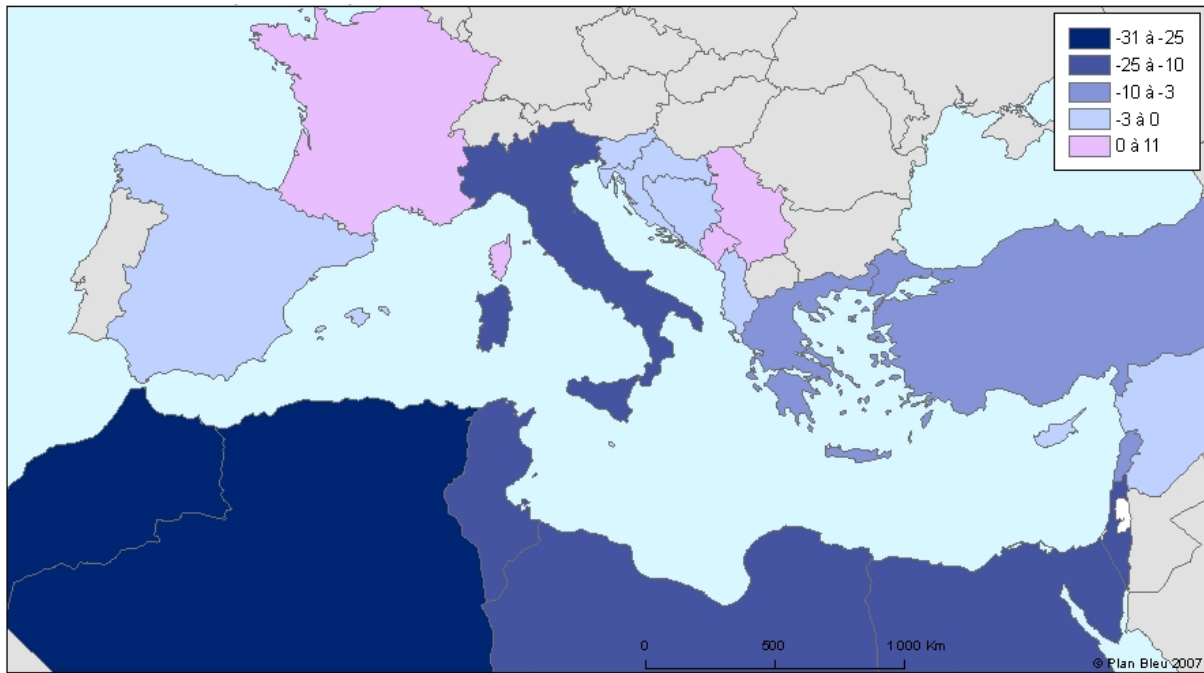 -31 à -25
-25 à -10
-10 à -3
-3 à 0
0 à 11
0 500 1 000 Km
© Plan Bleu 2007